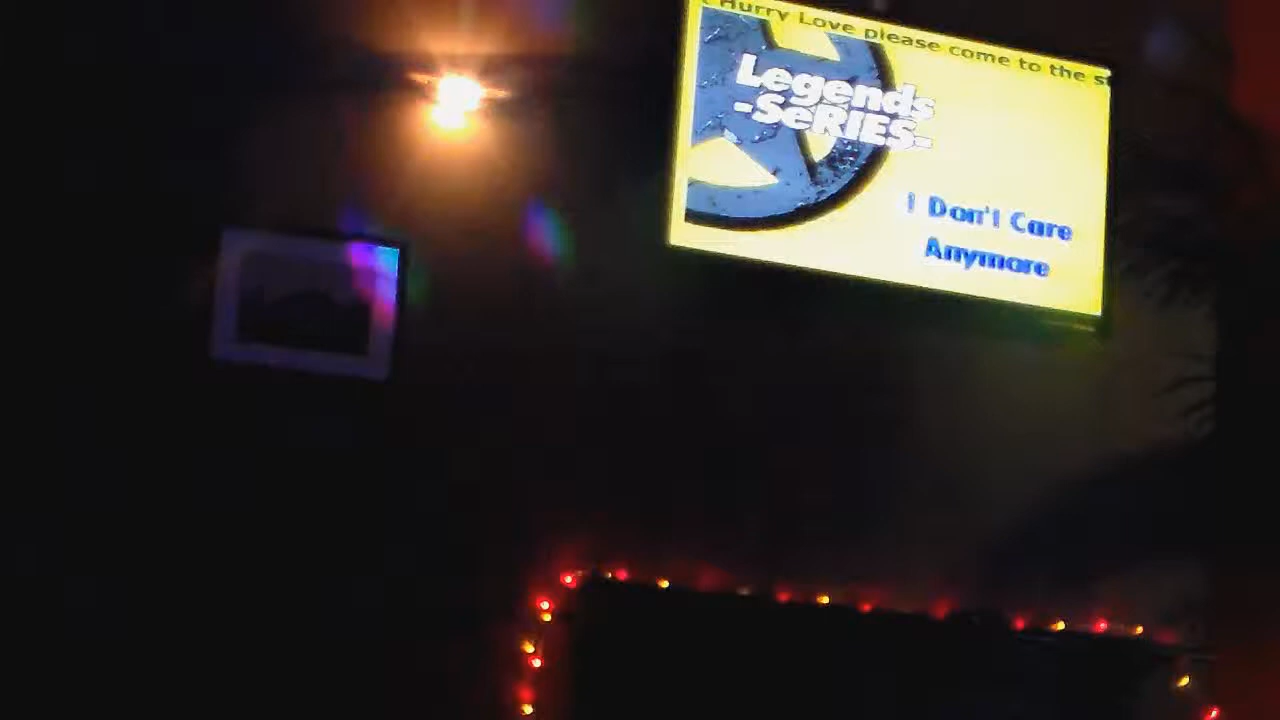 Hurry Love please come to the
Legends
-SeRIES-
I Don't Care
Anymore